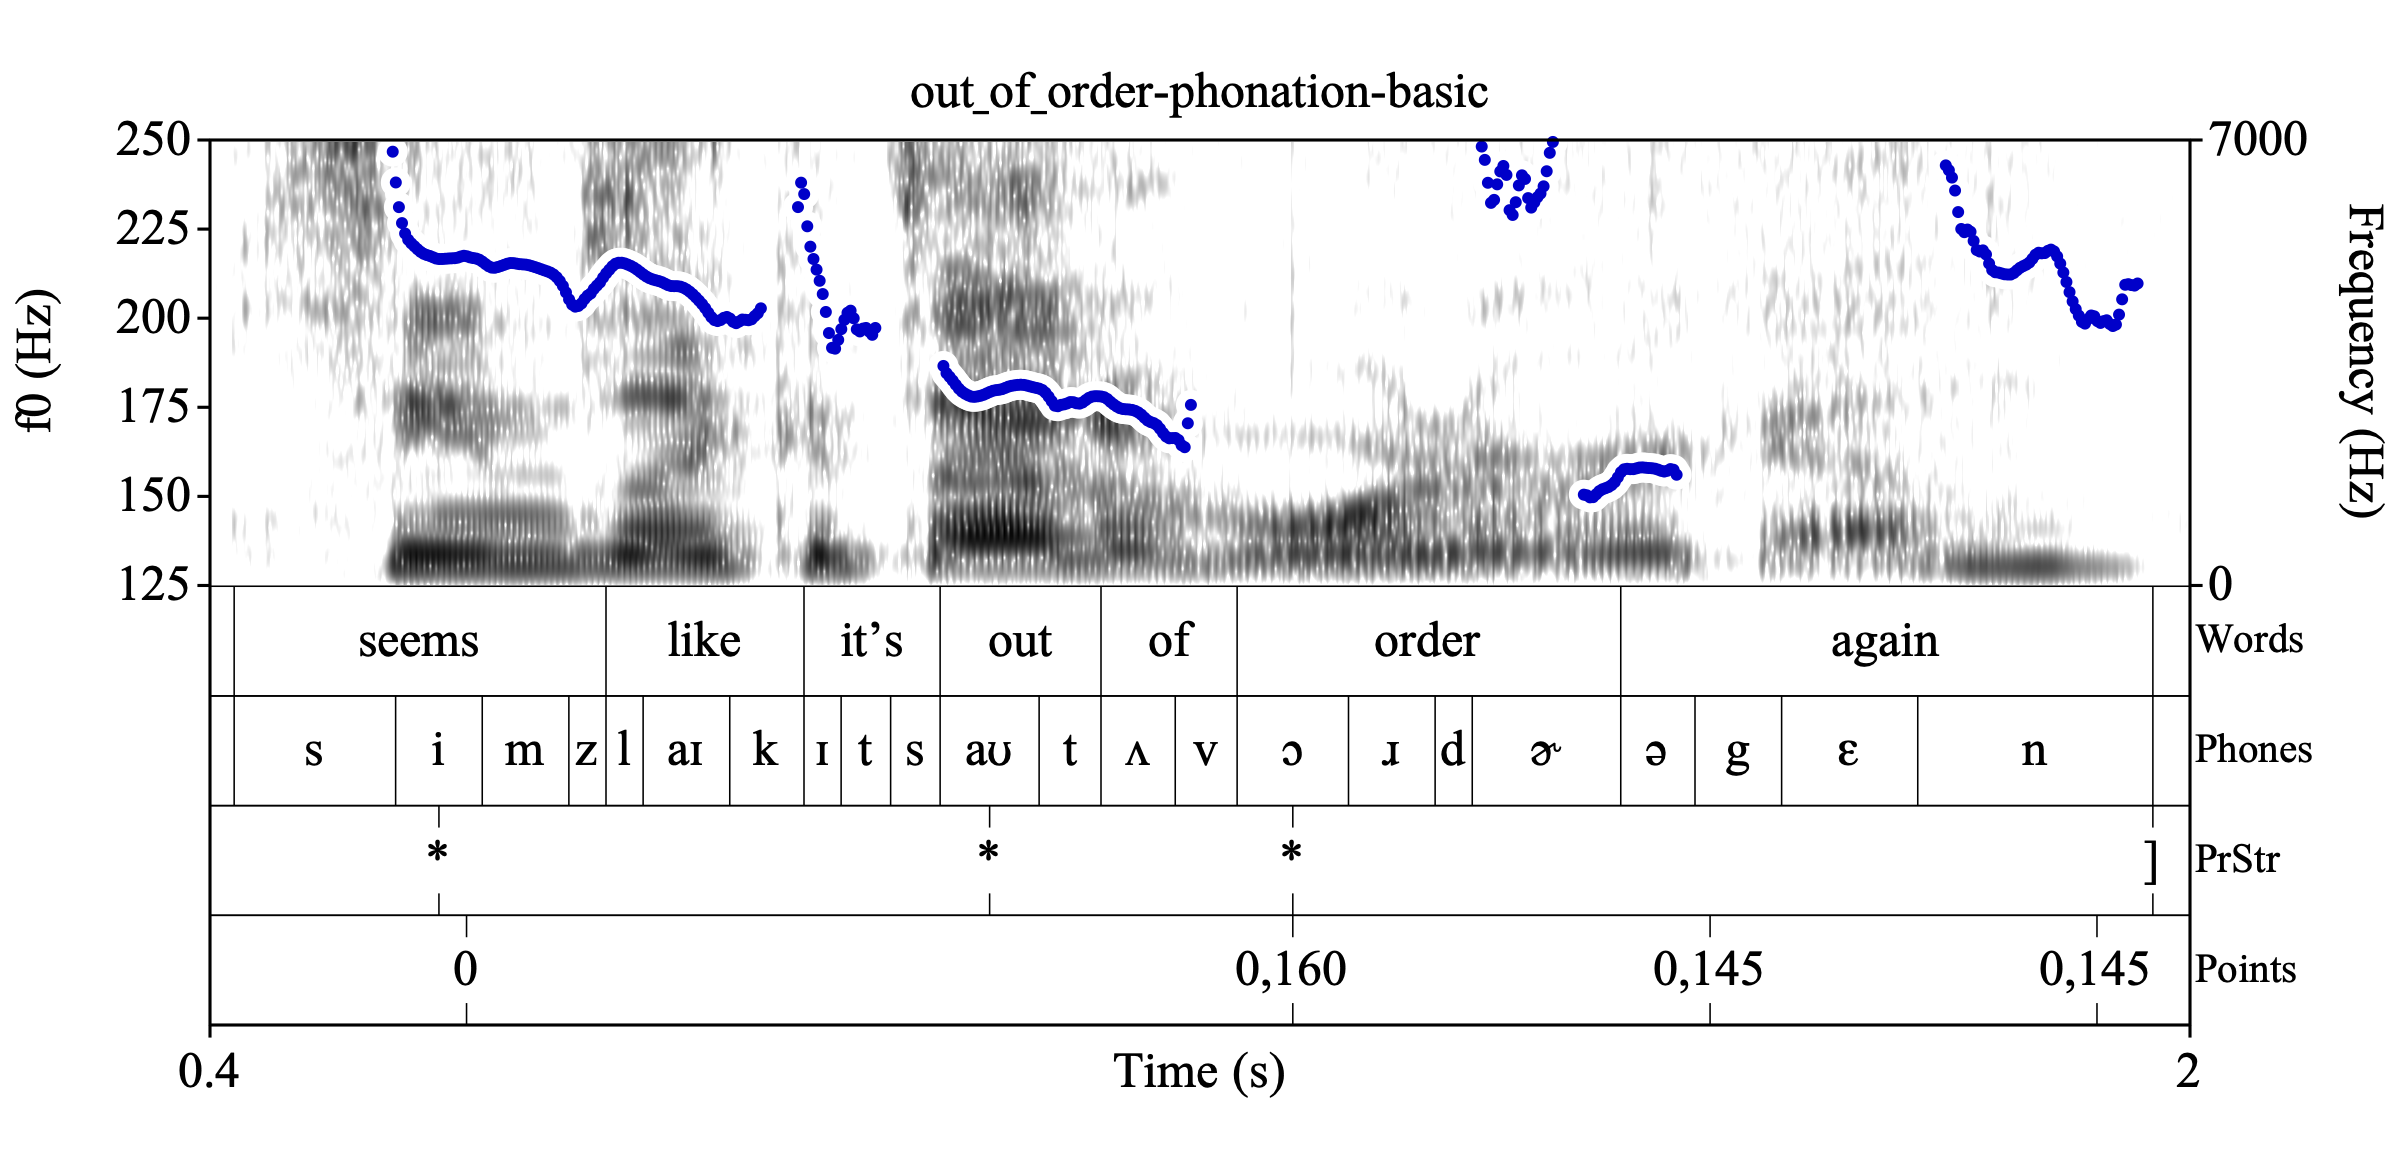 out_of_order-phonation-basic
250
225
200
175
150
125
f0 (Hz)
7000
0
Frequency (Hz)
seems like it’s out of order again Words
s i m z l aɪ k ɪ t s aʊ t ʌ v ɔ ɹ d ɚ ə g ɛ n Phones
* * * ] PrStr
0 0,160 0,145 0,145 Points
0.4 Time (s) 2